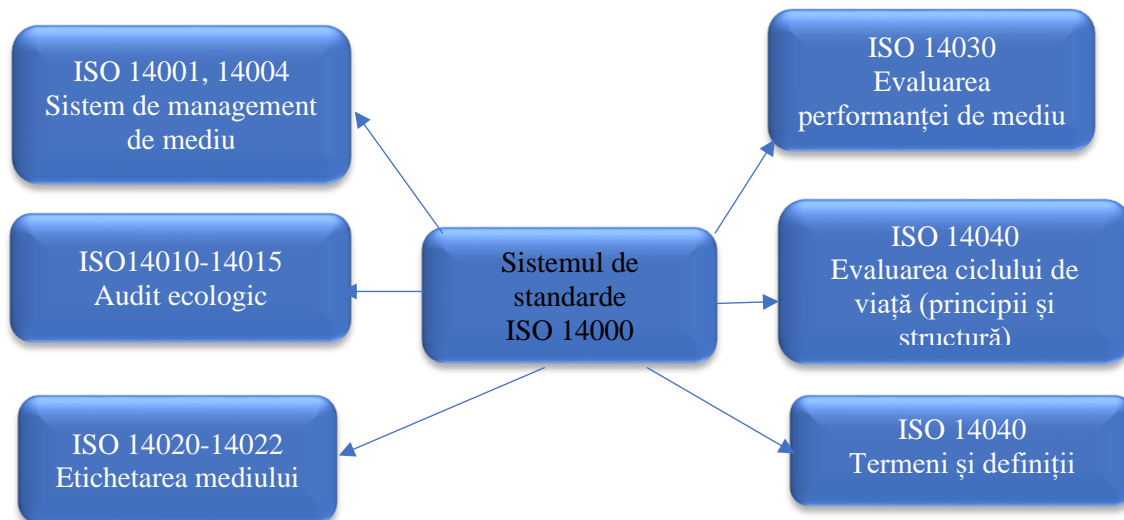 ISO 14001, 14004
Sistem de management
de mediu
ISO14010-14015
Audit ecologic
ISO 14020-14022
Etichetarea mediului
Sistemul de
standarde
ISO 14000
ISO 14030
Evaluarea
performanței de mediu
ISO 14040
Evaluarea ciclului de
viață (principii și
structură)
ISO 14040
Termeni și definiții